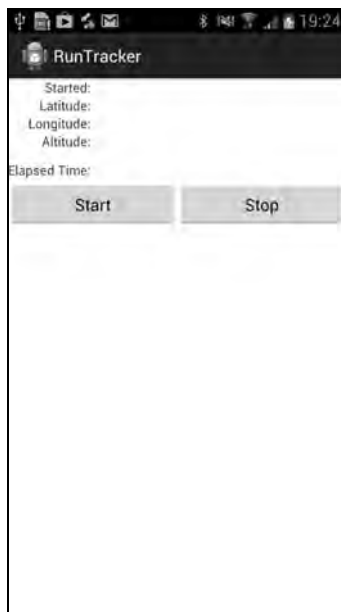 19:24
RunTracker
Started:
Latitude:
Longitude:
Altitude:
Elapsed Time:
Start Stop